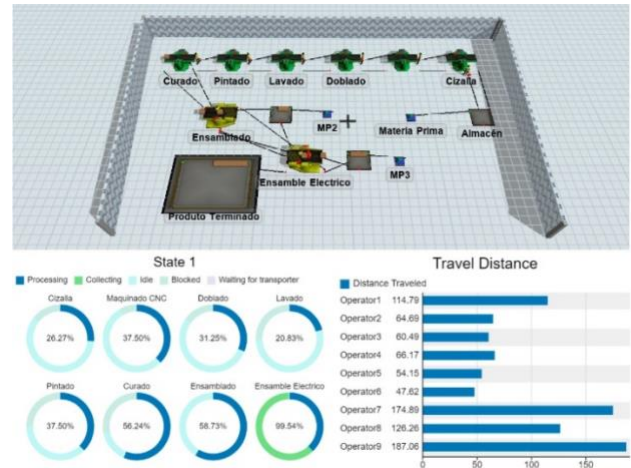 Curado Pintado Lavado Doblado Cizalla
MP2 Materia Prima Almacén
Ensamblado
Ensamble Electrico MP3
Produto Terminado
State 1
Processing Collecting Idle Blocked Waiting for transporter
Cizalla Maquinado CNC Doblado Lavado
26.27% 37.50% 31.25% 20.83%
Pintado Curado Ensamblado Ensamble Electrico
37.50% 56.24% 58.73% 99.54%
Travel Distance
Distance Traveled
Operator1 114.79
Operator2 64.69
Operator3 60.49
Operator4 66.17
Operator5 54.15
Operator6 47.62
Operator7 174.89
Operator8 126.26
Operator9 187.06
0 50 100 150